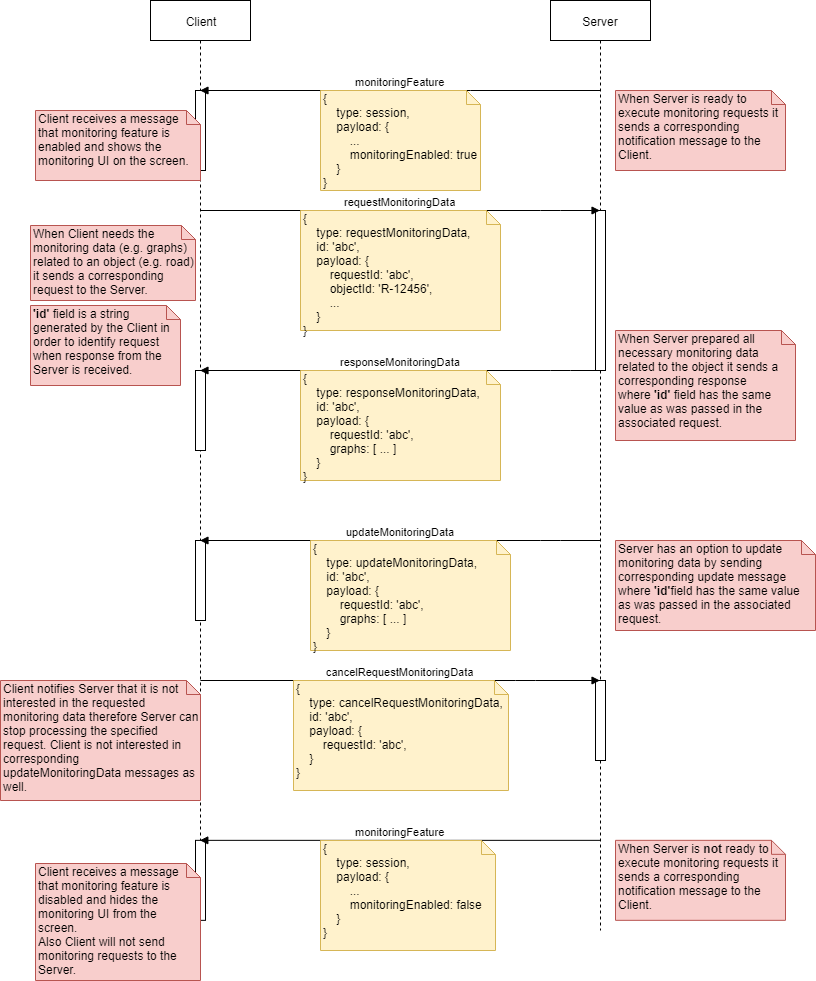 Client
Server
monitoringFeature
{
type: session,
payload: {
...
monitoringEnabled: true
}
}
When Server is ready to
execute monitoring requests it
sends a corresponding
notification message to the
Client.
Client receives a message
that monitoring feature is
enabled and shows the
monitoring UI on the screen.
requestMonitoringData
{
type: requestMonitoringData,
id: 'abc',
payload: {
requestId: 'abc',
objectId: 'R-12456',
...
}
}
When Client needs the
monitoring data (e.g. graphs)
related to an object (e.g. road)
it sends a corresponding
request to the Server.
'id' field is a string
generated by the Client in
order to identify request
when response from the
Server is received.
When Server prepared all
necessary monitoring data
related to the object it sends
a corresponding response
where 'id' field has the same
value as was passed in the
associated request.
responseMonitoringData
{
type: responseMonitoringData,
id: 'abc',
payload: {
requestId: 'abc',
graphs: [ ... ]
}
}
updateMonitoringData
{
type: updateMonitoringData,
id: 'abc',
payload: {
requestId: 'abc',
graphs: [ ... ]
}
}
Server has an option to update
monitoring data by sending
corresponding update message
where 'id'field has the same value
as was passed in the associated
request.
cancelRequestMonitoringData
{
type: cancelRequestMonitoringData,
id: 'abc',
payload: {
requestId: 'abc',
}
}
Client notifies Server that it is not
interested in the requested
monitoring data therefore Server can
stop processing the specified
request. Client is not interested in
corresponding
updateMonitoringData messages as
well.
monitoringFeature
{
type: session,
payload: {
...
monitoringEnabled: false
}
}
When Server is not ready to
execute monitoring requests it
sends a corresponding
notification message to the
Client.
Client receives a message
that monitoring feature is
disabled and hides the
monitoring UI from the
screen.
Also Client will not send
monitoring requests to the
Server.